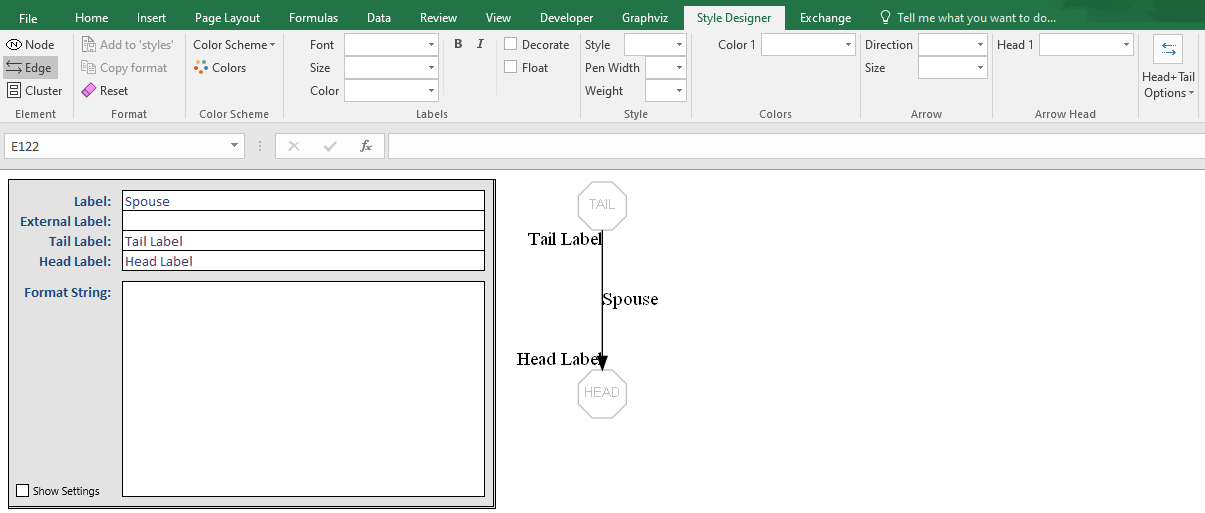 File Home Insert Page Layout Formulas Data Review View Developer Graphviz Style Designer Exchange Tell me what you want to do...
Node Add to 'styles' Color Scheme Font B I Decorate Style Color 1 Direction Head 1
Edge Copy format Colors Size Float Pen Width Size
Cluster Reset Color Weight
Head+Tail
Options
Element Format Color Scheme Labels Style Colors Arrow Arrow Head
E122 fx
Label: Spouse
External Label:
Tail Label: Tail Label
Head Label: Head Label
Format String:
Show Settings
TAIL
Tail Label
Spouse
Head Label
HEAD